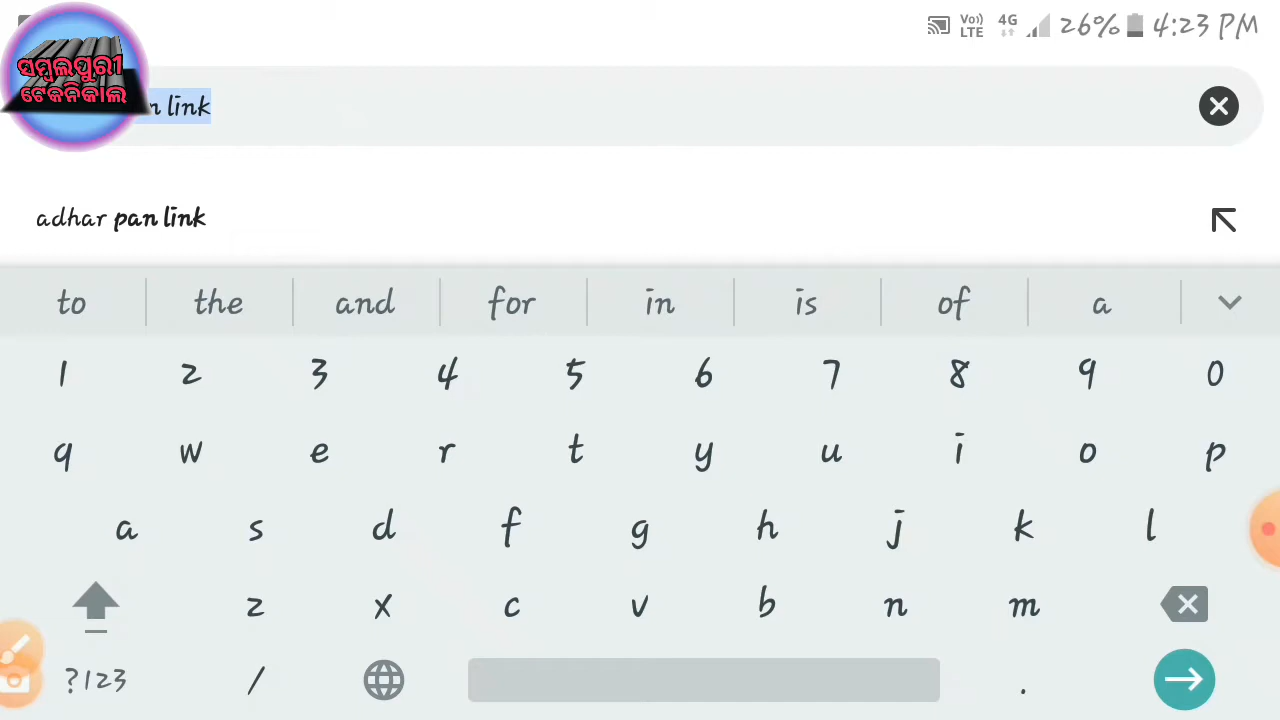 Vo))
LTE
4G
26%
4:23 PM
ସମ୍ବଲପୁରୀ
ଟେକନିକାଲ
n link
adhar pan link
to the and for in is of a
1 2 3 4 5 6 7 8 9 0
q w e r t y u i o p
a s d f g h j k l
z x c v b n m
?123 / .